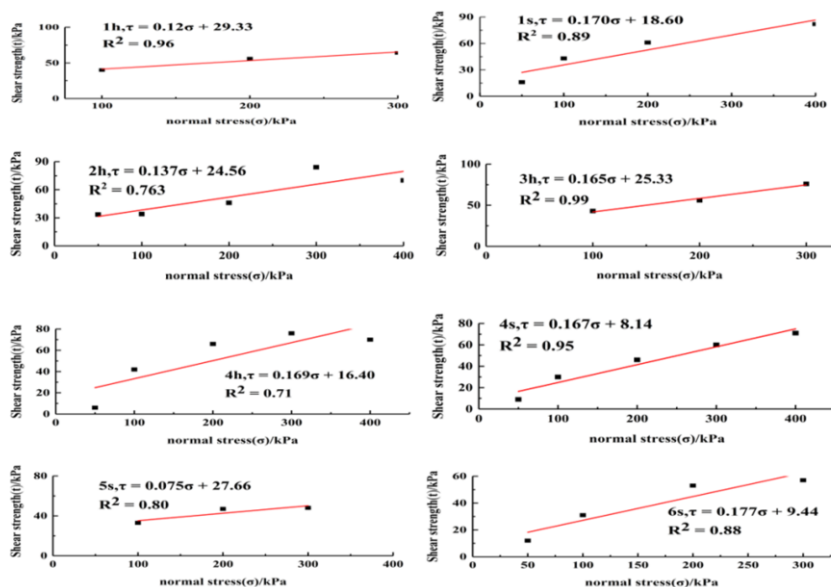 1h,τ = 0.12σ + 29.33
R² = 0.96
Shear strength(t)/kPa
100
50
0
100
200
300
normal stress(σ)/kPa
1s,τ = 0.170σ + 18.60
R² = 0.89
Shear strength(t)/kPa
90
60
30
0
0
100
200
300
400
normal stress(σ)/kPa
2h,τ = 0.137σ + 24.56
R² = 0.763
Shear strength(t)/kPa
90
60
30
0
0
100
200
300
400
normal stress(σ)/kPa
3h,τ = 0.165σ + 25.33
R² = 0.99
Shear strength(t)/kPa
100
50
0
0
100
200
300
normal stress(σ)/kPa
4h,τ = 0.169σ + 16.40
R² = 0.71
Shear strength(t)/kPa
80
60
40
20
0
0
100
200
300
400
normal stress(σ)/kPa
4s,τ = 0.167σ + 8.14
R² = 0.95
Shear strength(t)/kPa
80
60
40
20
0
0
100
200
300
400
normal stress(σ)/kPa
5s,τ = 0.075σ + 27.66
R² = 0.80
Shear strength(t)/kPa
80
40
0
0
100
200
300
400
normal stress(σ)/kPa
6s,τ = 0.177σ + 9.44
R² = 0.88
Shear strength(t)/kPa
60
40
20
0
0
50
100
150
200
250
300
normal stress(σ)/kPa